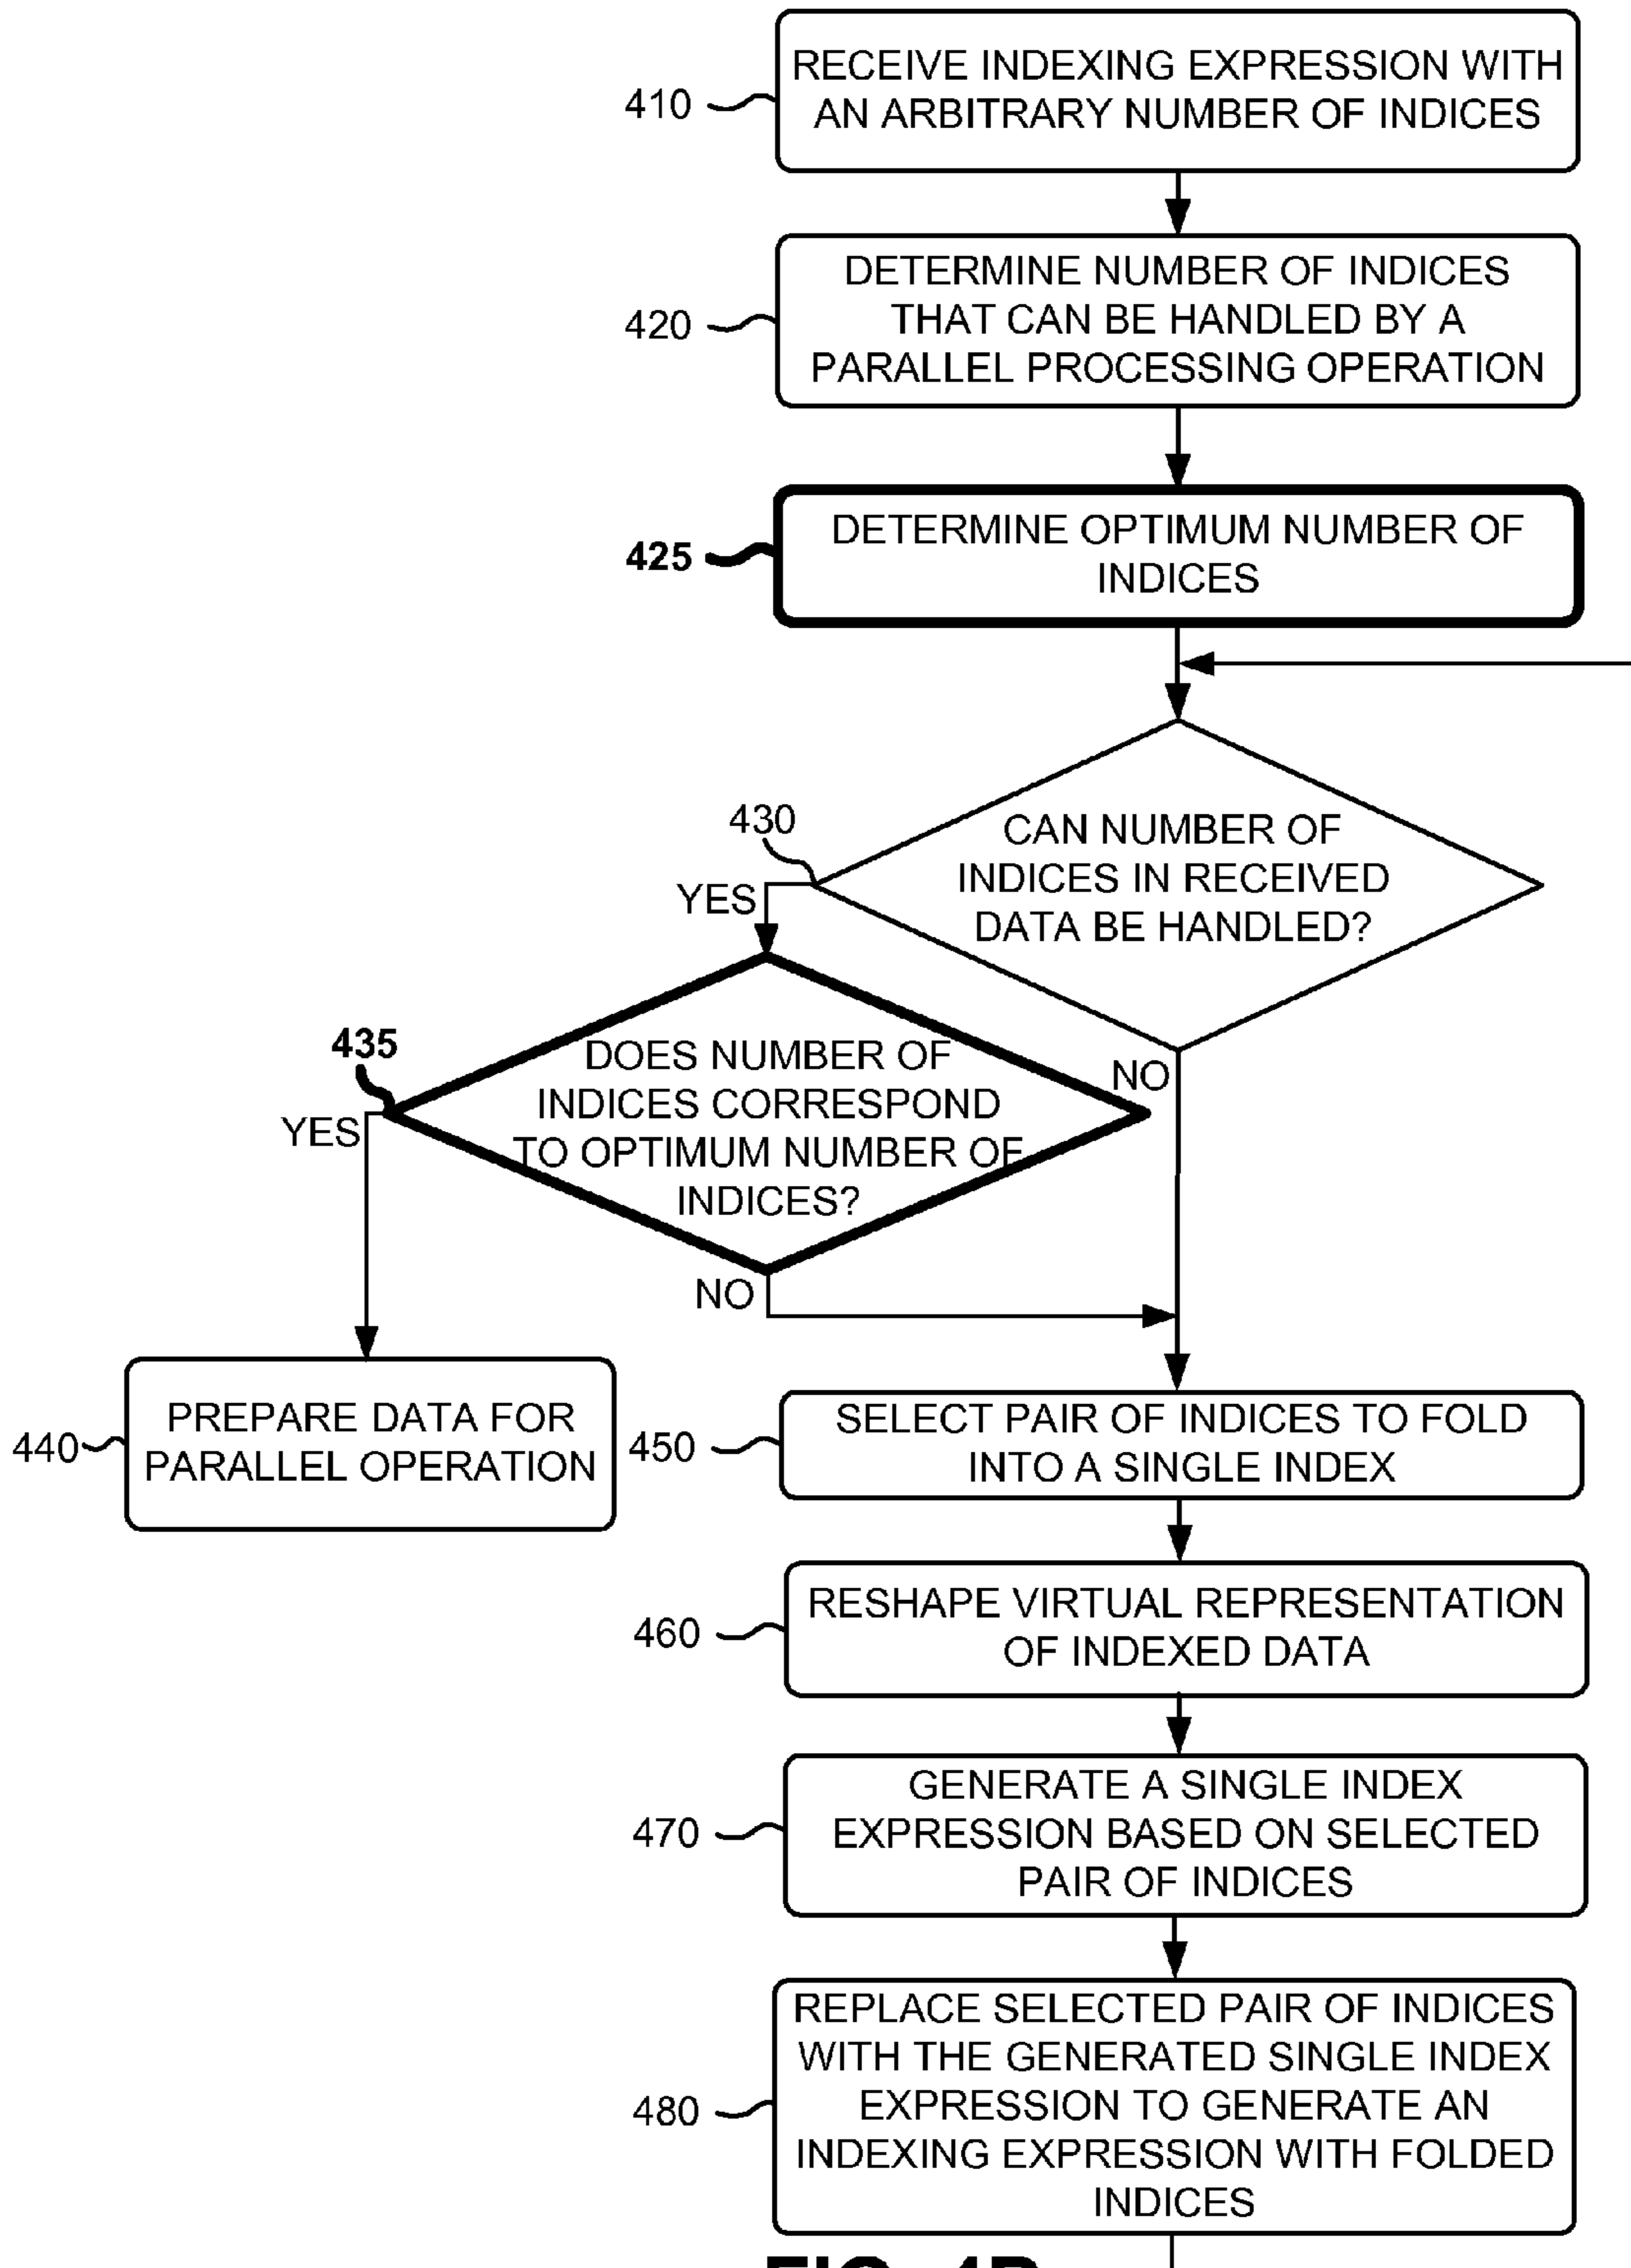 RECEIVE INDEXING EXPRESSION WITH
AN ARBITRARY NUMBER OF INDICES
410
DETERMINE NUMBER OF INDICES
THAT CAN BE HANDLED BY A
PARALLEL PROCESSING OPERATION
420
DETERMINE OPTIMUM NUMBER OF
INDICES
425
430
CAN NUMBER OF
INDICES IN RECEIVED
DATA BE HANDLED?
YES
NO
435
DOES NUMBER OF
INDICES CORRESPOND
TO OPTIMUM NUMBER OF
INDICES?
YES
NO
440
PREPARE DATA FOR
PARALLEL OPERATION
450
SELECT PAIR OF INDICES TO FOLD
INTO A SINGLE INDEX
460
RESHAPE VIRTUAL REPRESENTATION
OF INDEXED DATA
470
GENERATE A SINGLE INDEX
EXPRESSION BASED ON SELECTED
PAIR OF INDICES
480
REPLACE SELECTED PAIR OF INDICES
WITH THE GENERATED SINGLE INDEX
EXPRESSION TO GENERATE AN
INDEXING EXPRESSION WITH FOLDED
INDICES